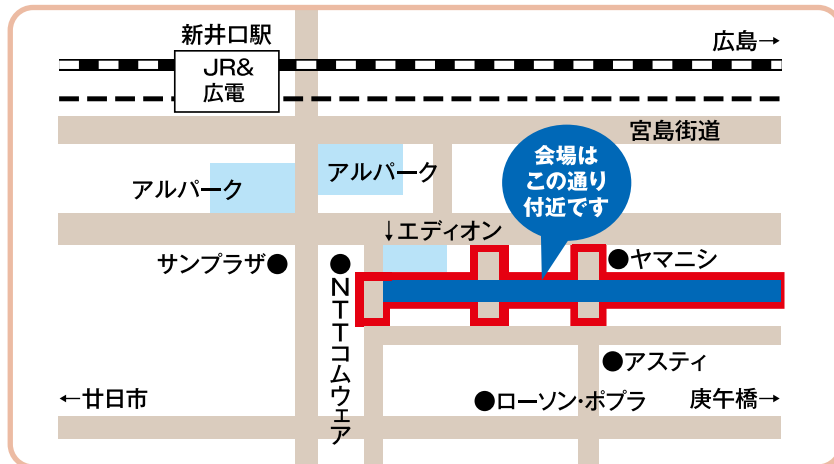 新井口駅
JR&
広電
広島→
宮島街道
会場は
この通り
付近です
アルパーク
アルパーク
↓エディオン
サンプラザ●
●NTTコムウェア
●ヤマニシ
●アスティ
●ローソン・ポプラ
←廿日市
庚午橋→